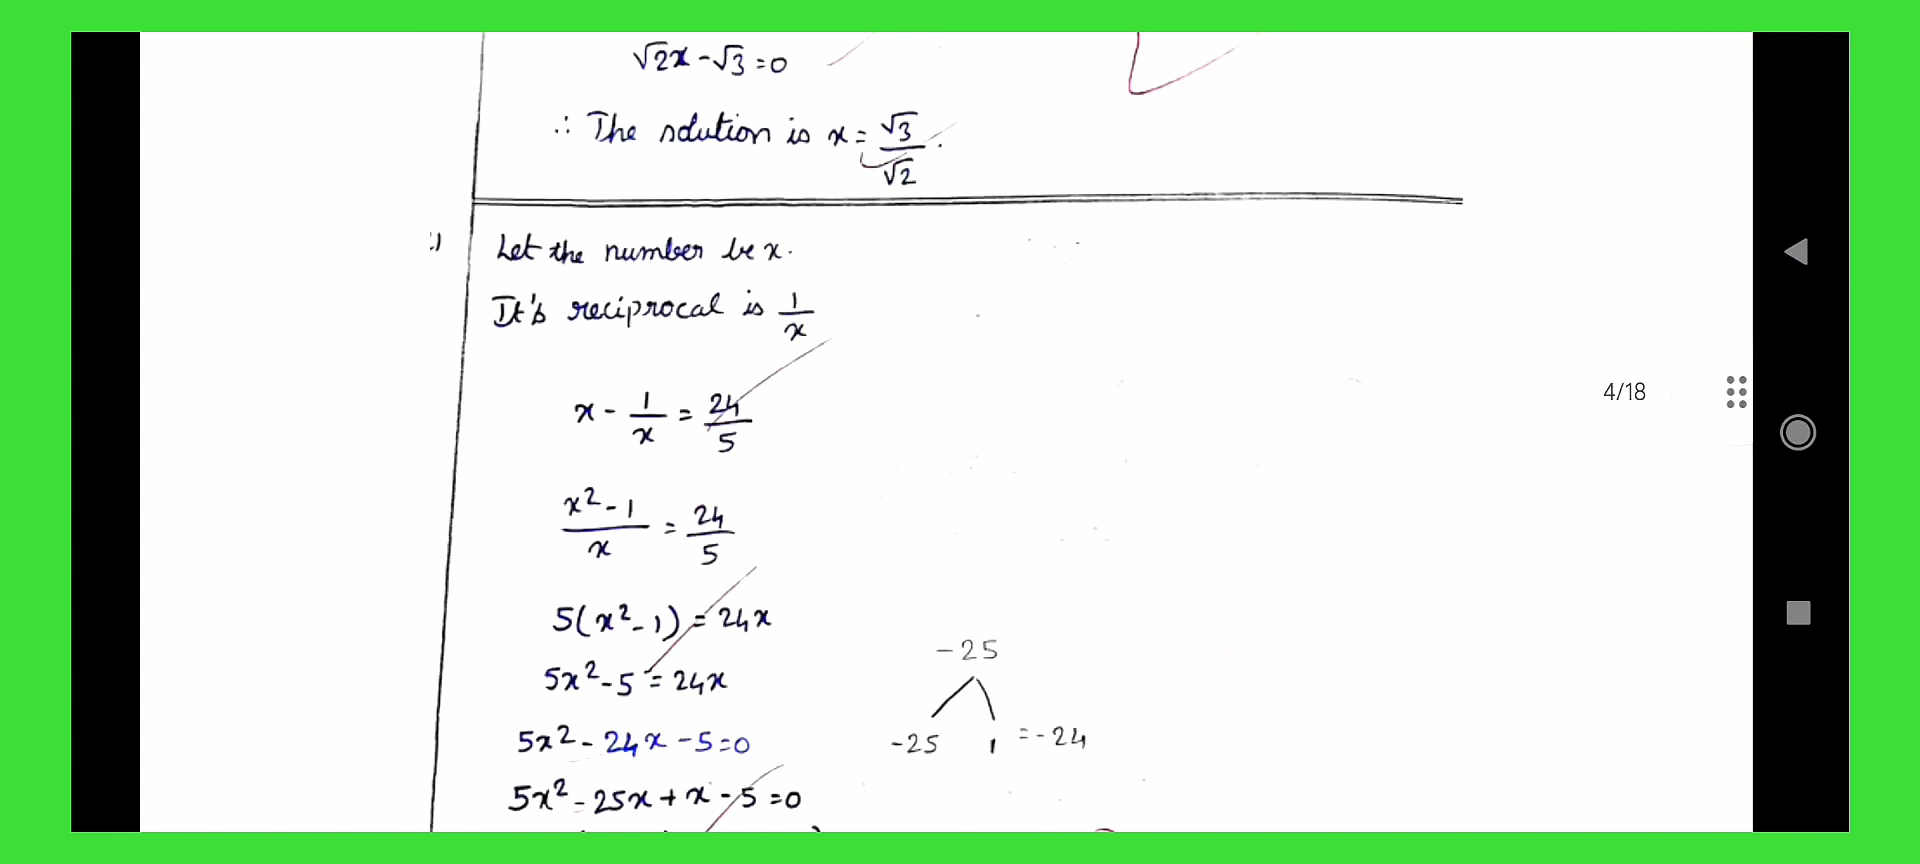 √2x - √3 = 0
∴ The solution is x = √3/√2.
Let the number be x.
It's reciprocal is 1/x
x - 1/x = 24/5
4/18
(x² - 1)/x = 24/5
5(x² - 1) = 24x
5x² - 5 = 24x
-25
-25 1 = -24
5x² - 24x - 5 = 0
5x² - 25x + x - 5 = 0